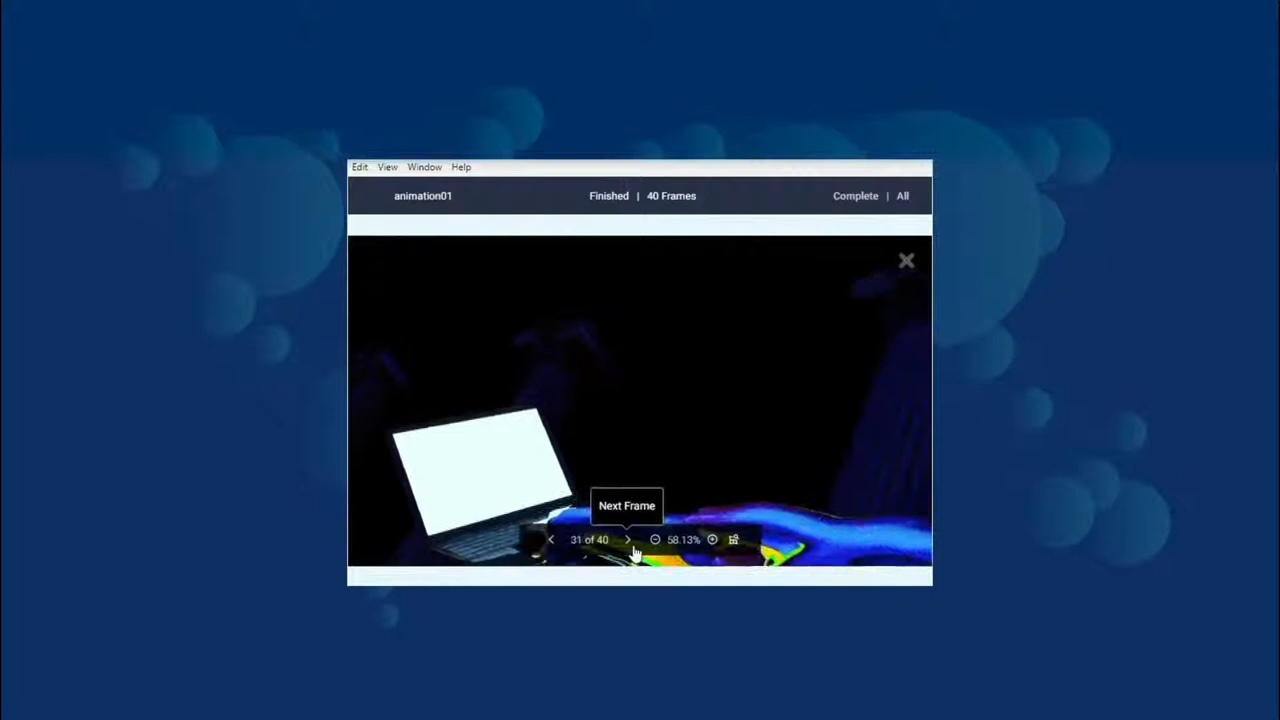 Edit View Window Help
animation01 Finished | 40 Frames Complete | All
Next Frame
31 of 40 58.13%